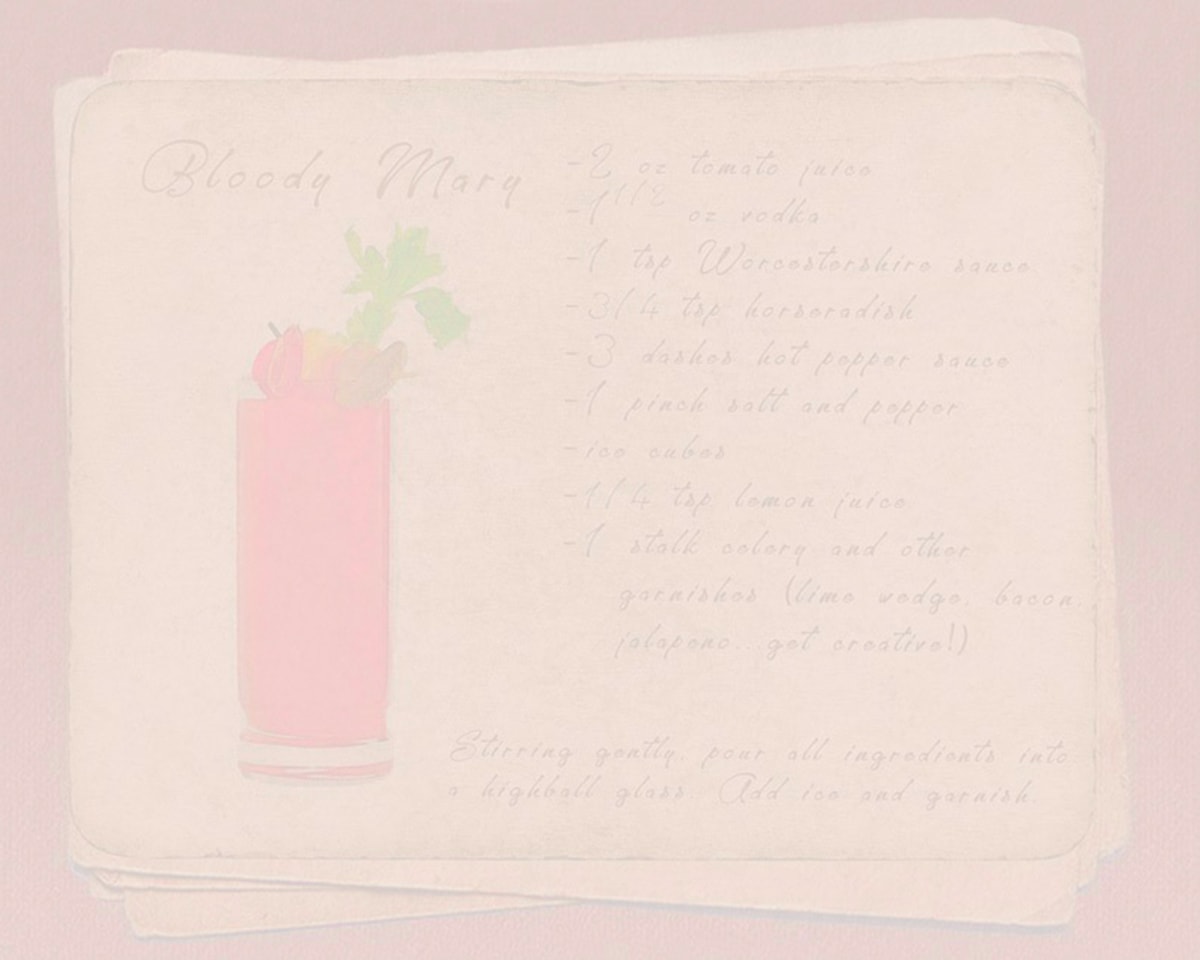 Bloody Mary
-2 oz tomato juice
-1 1/2 oz vodka
-1 tsp Worcestershire sauce
-3/4 tsp horseradish
-3 dashes hot pepper sauce
-1 pinch salt and pepper
-ice cubes
-1/4 tsp lemon juice
-1 stalk celery and other
garnishes (lime wedge, bacon,
jalapeno...get creative!)
Stirring gently, pour all ingredients into
a highball glass. Add ice and garnish.